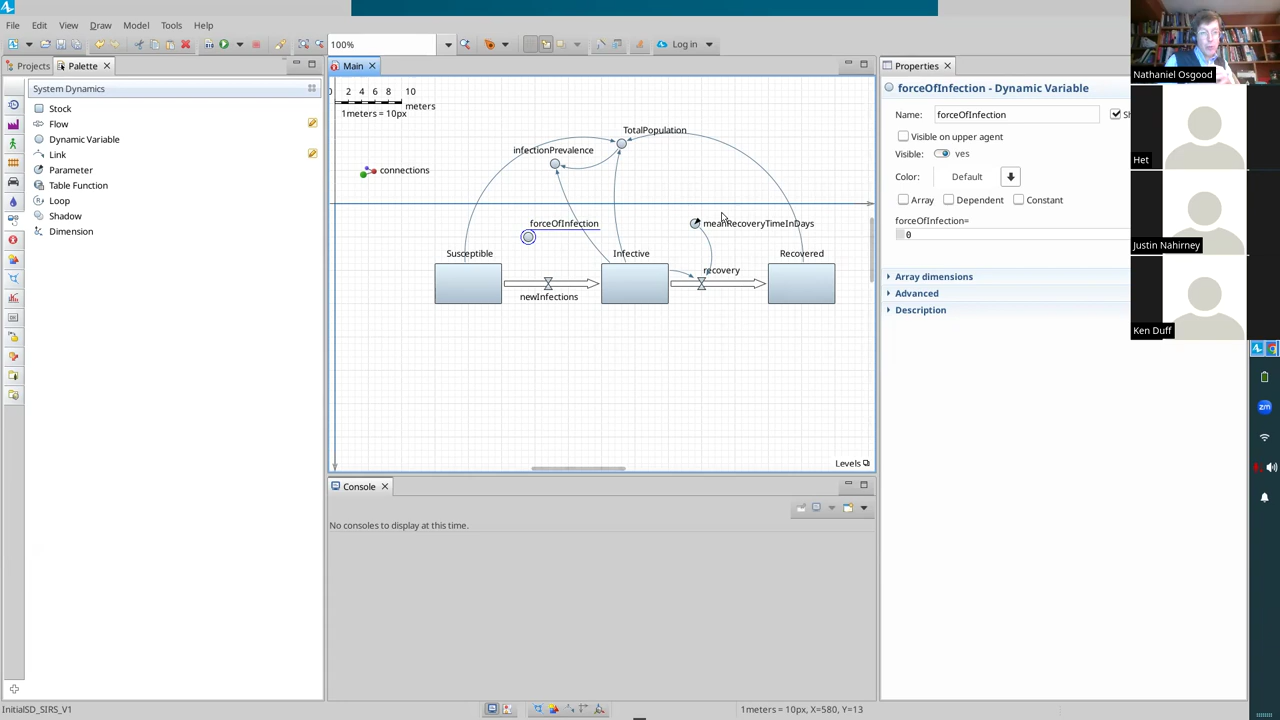 File Edit View Draw Model Tools Help
100%
Log in
Projects
Palette
System Dynamics
Stock
Flow
Dynamic Variable
Link
Parameter
Table Function
Loop
Shadow
Dimension
Main
0 2 4 6 8 10
meters
1meters = 10px
TotalPopulation
infectionPrevalence
connections
forceOfInfection
meanRecoveryTimeInDays
Susceptible
Infective
Recovered
recovery
newInfections
Levels
Console
No consoles to display at this time.
Properties
forceOfInfection - Dynamic Variable
Name:
forceOfInfection
Visible on upper agent
Visible:
yes
Color:
Default
Array
Dependent
Constant
forceOfInfection=
0
Array dimensions
Advanced
Description
Nathaniel Osgood
Het
Justin Nahirney
Ken Duff
zm
InitialSD_SIRS_V1
1meters = 10px, X=580, Y=13